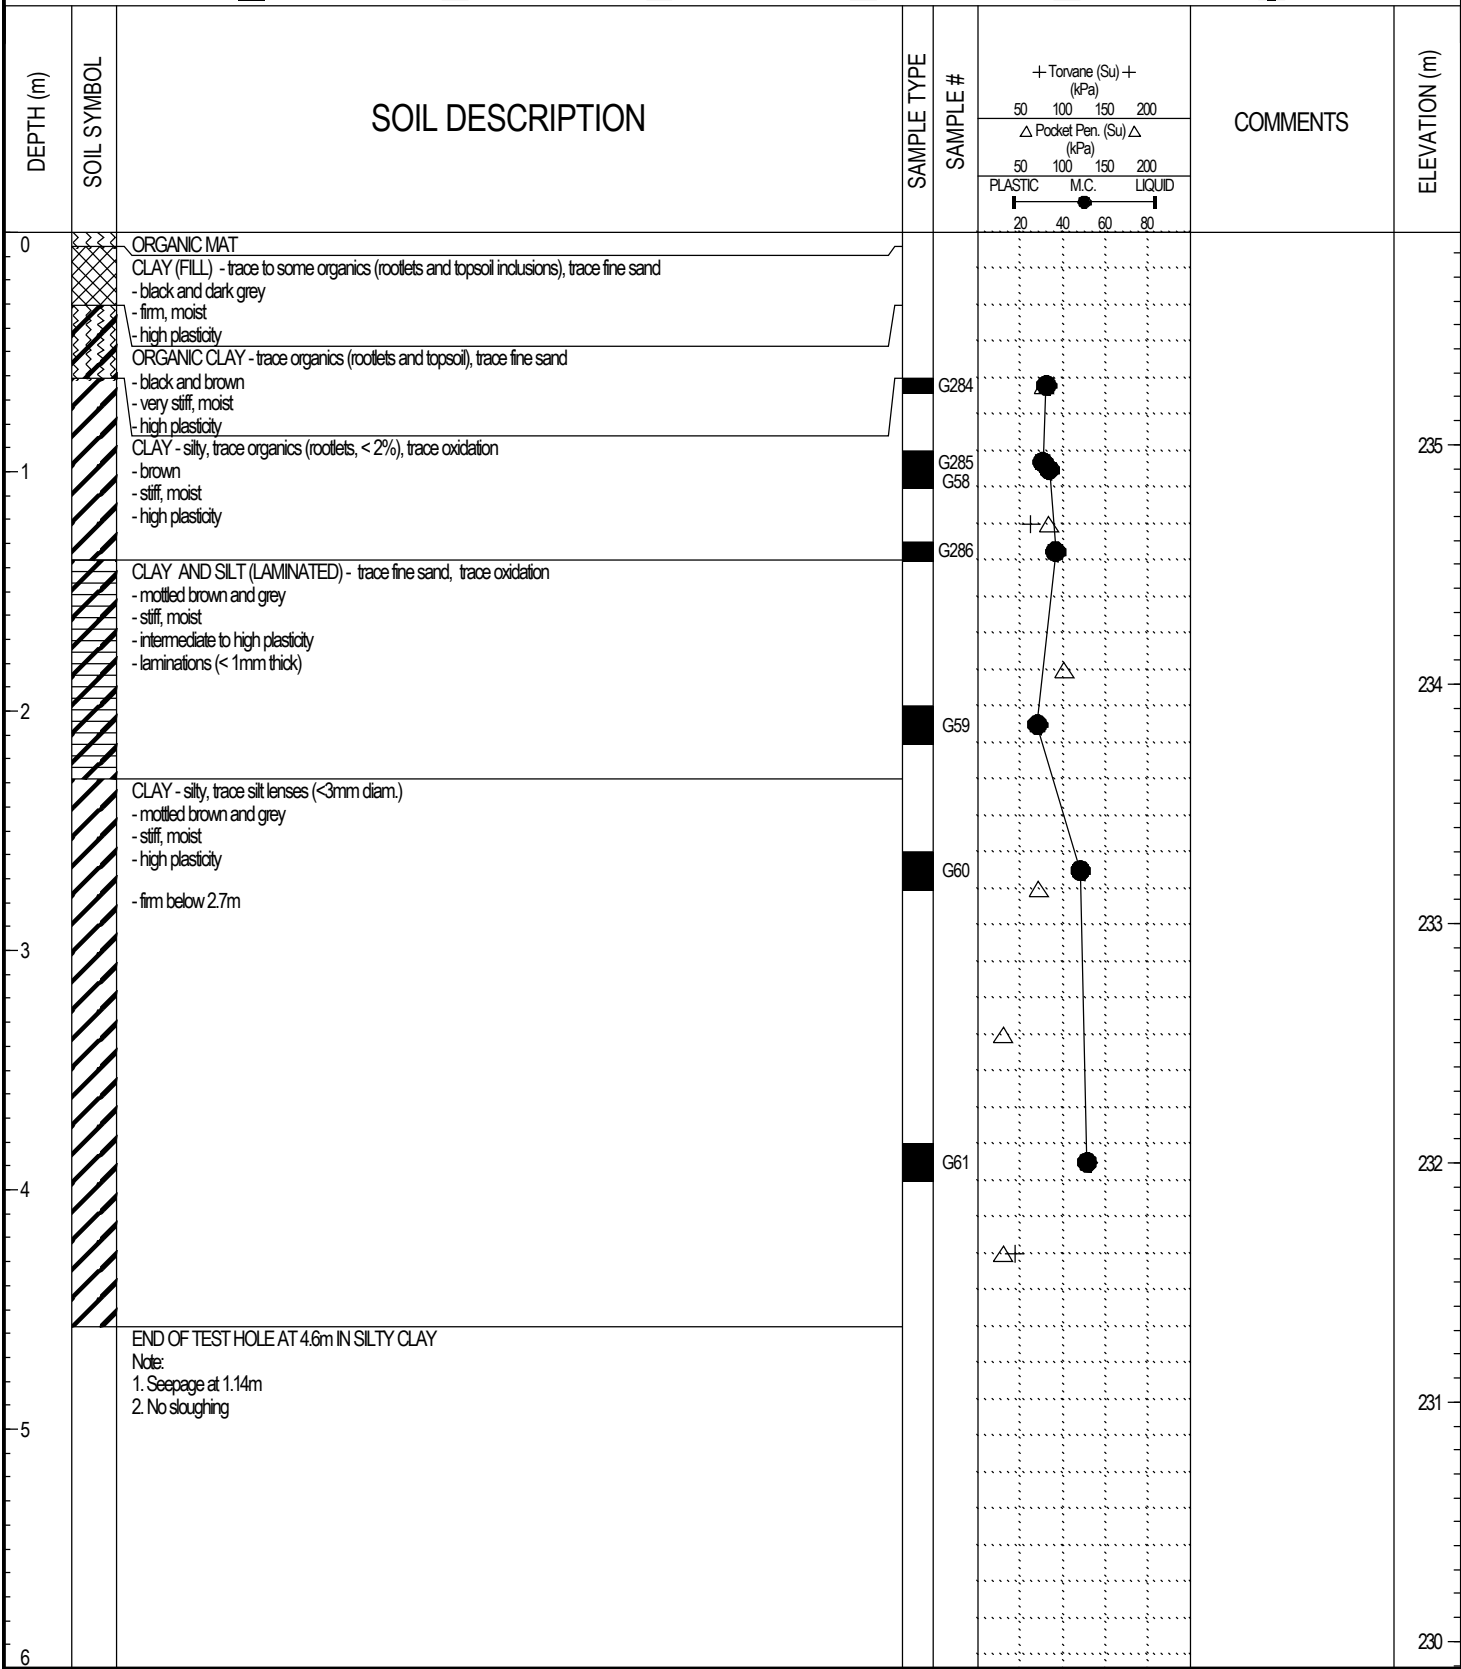 DEPTH (m)
SOIL SYMBOL
SOIL DESCRIPTION
SAMPLE TYPE
SAMPLE #
+ Torvane (Su) +
(kPa)
50 100 150 200
△ Pocket Pen. (Su) △
(kPa)
50 100 150 200
PLASTIC M.C. LIQUID
20 40 60 80
COMMENTS
ELEVATION (m)
0
ORGANIC MAT
CLAY (FILL) - trace to some organics (rootlets and topsoil inclusions), trace fine sand
- black and dark grey
- firm, moist
- high plasticity
ORGANIC CLAY - trace organics (rootlets and topsoil), trace fine sand
- black and brown
G284
- very stiff, moist
- high plasticity
CLAY - silty, trace organics (rootlets, < 2%), trace oxidation
235
G285
1
- brown
G58
- stiff, moist
- high plasticity
G286
CLAY AND SILT (LAMINATED) - trace fine sand, trace oxidation
- mottled brown and grey
- stiff, moist
- intermediate to high plasticity
- laminations (< 1mm thick)
234
2
G59
CLAY - silty, trace silt lenses (<3mm diam.)
- mottled brown and grey
- stiff, moist
- high plasticity
G60
- firm below 2.7m
233
3
G61
232
4
END OF TEST HOLE AT 4.6m IN SILTY CLAY
Note:
1. Seepage at 1.14m
2. No sloughing
231
5
230
6